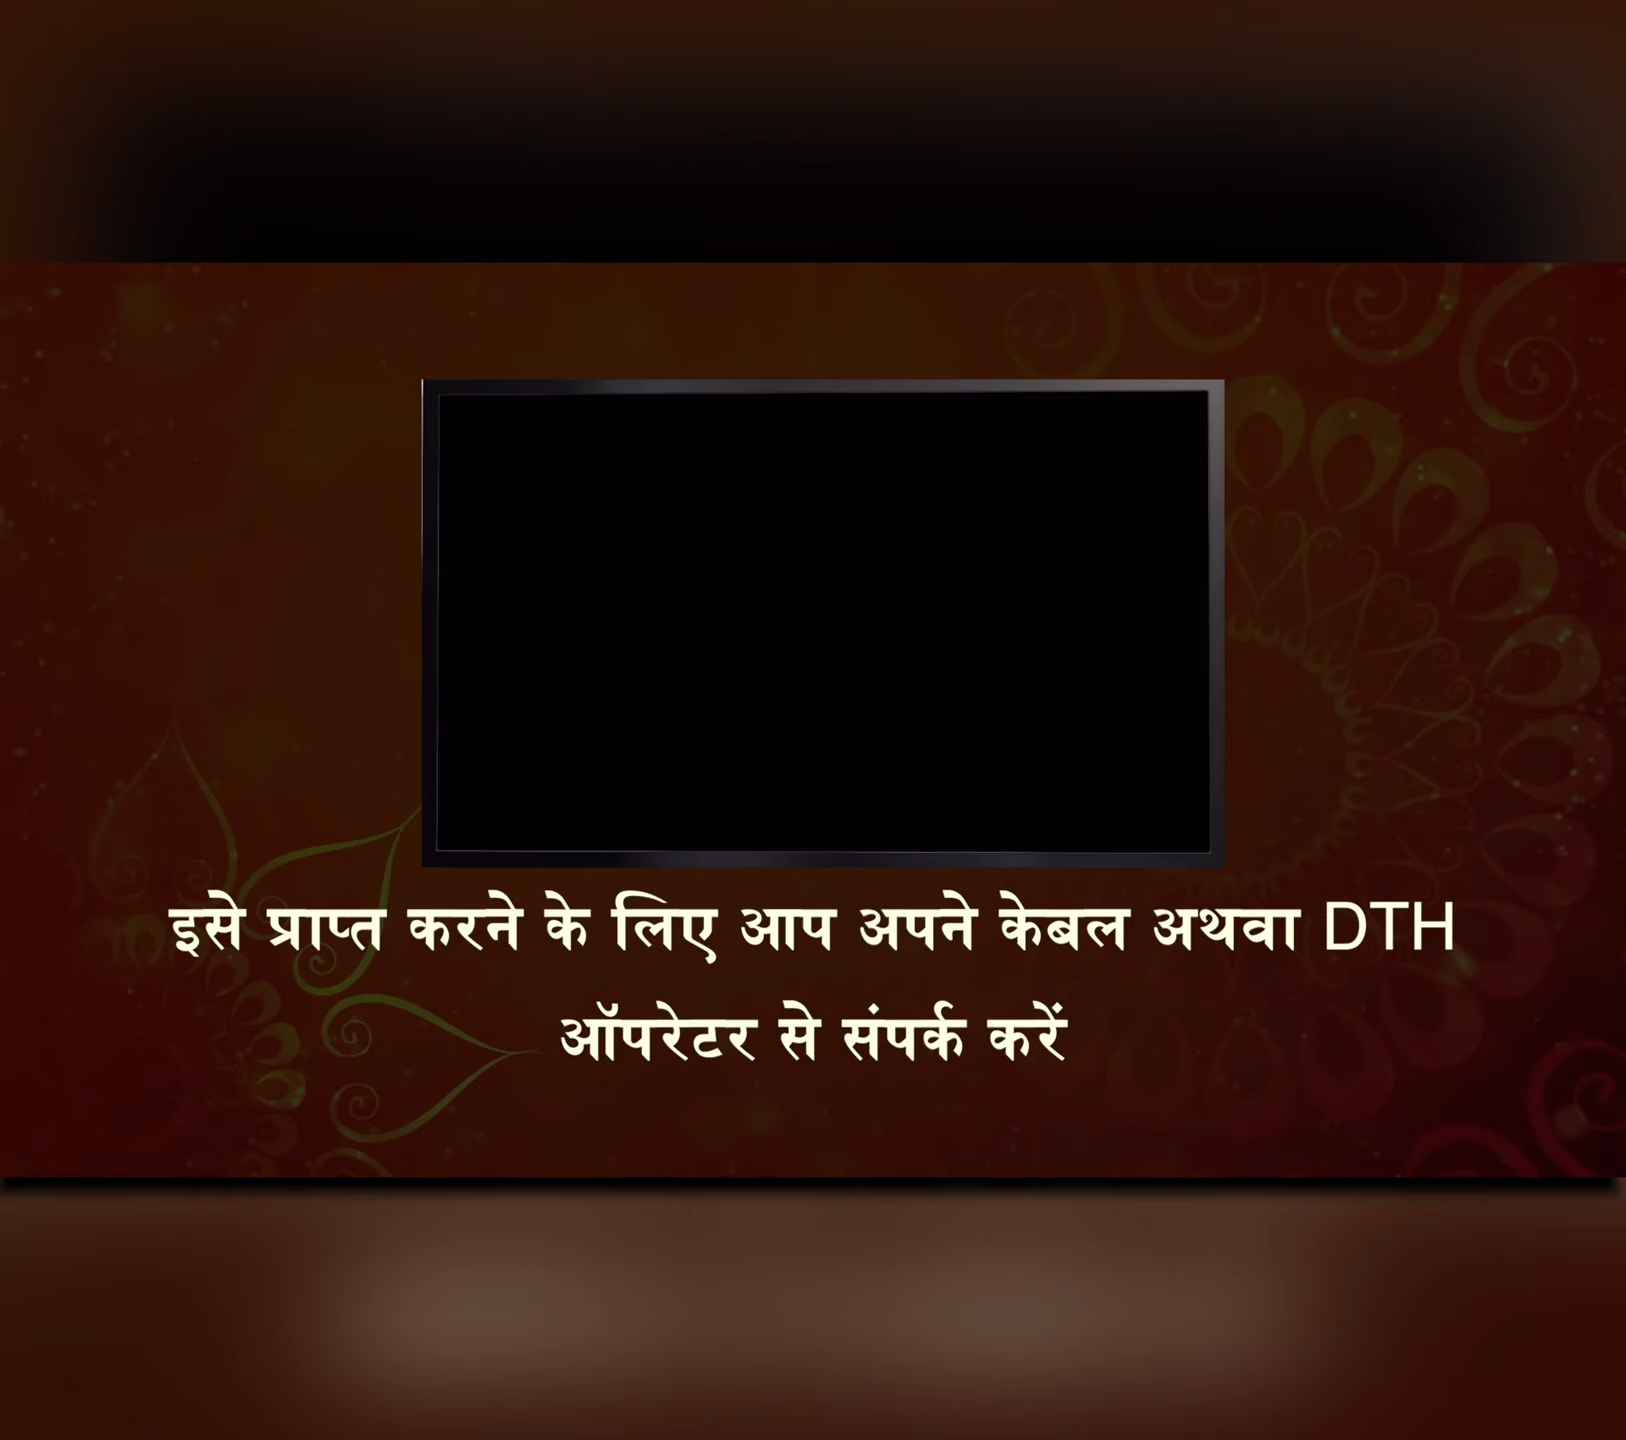 इसे प्राप्त करने के लिए आप अपने केबल अथवा DTH
ऑपरेटर से संपर्क करें